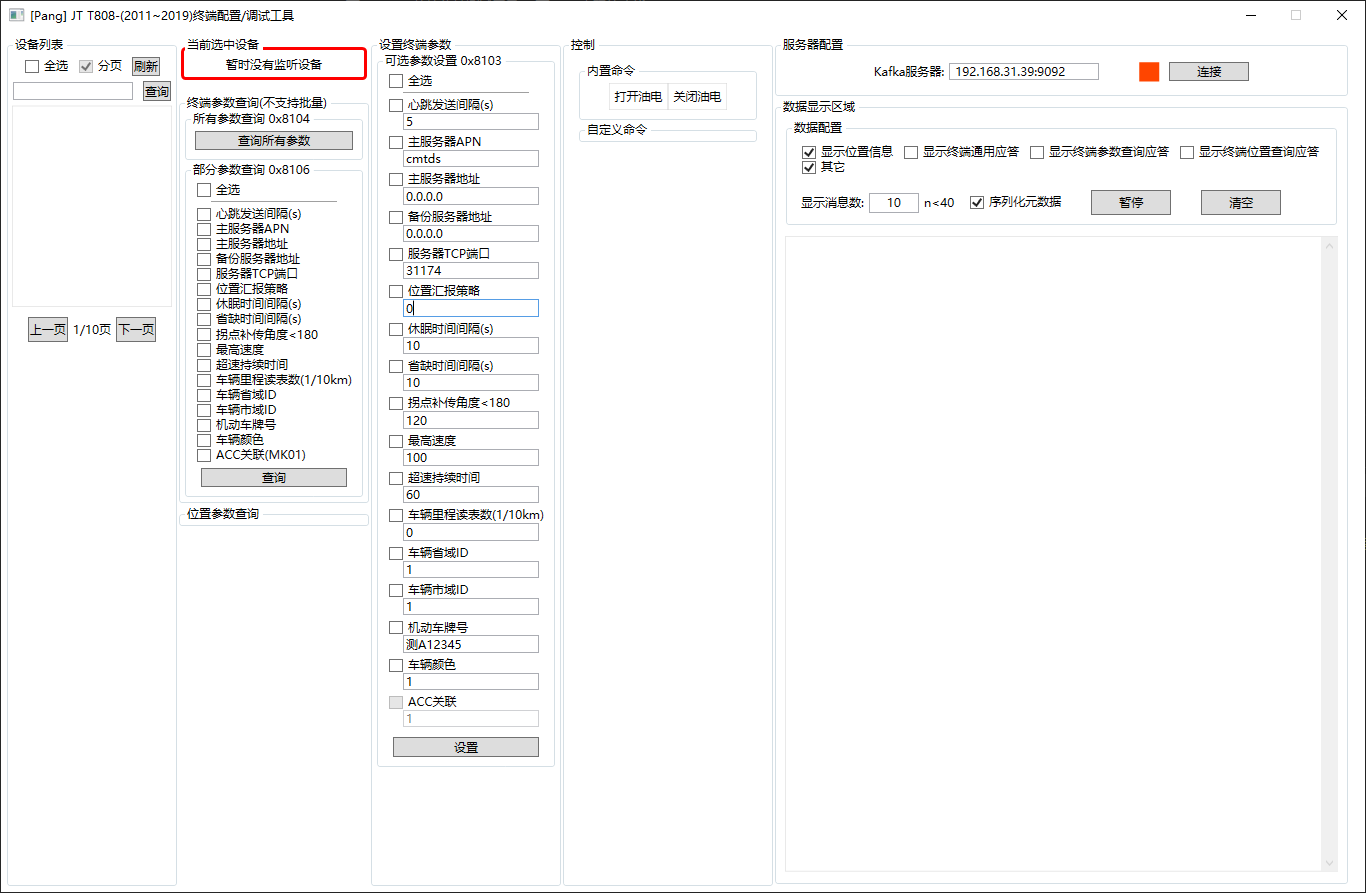 [Pang] JT T808-(2011~2019)终端配置/调试工具
设备列表
全选 分页 刷新
查询
上一页 1/10页 下一页
当前选中设备
暂时没有监听设备
终端参数查询(不支持批量)
所有参数查询 0x8104
查询所有参数
部分参数查询 0x8106
全选
心跳发送间隔(s)
主服务器APN
主服务器地址
备份服务器地址
服务器TCP端口
位置汇报策略
休眠时间间隔(s)
省缺时间间隔(s)
拐点补传角度<180
最高速度
超速持续时间
车辆里程读表数(1/10km)
车辆省域ID
车辆市域ID
机动车牌号
车辆颜色
ACC关联(MK01)
查询
位置参数查询
设置终端参数
可选参数设置 0x8103
全选
心跳发送间隔(s)
5
主服务器APN
cmtds
主服务器地址
0.0.0.0
备份服务器地址
0.0.0.0
服务器TCP端口
31174
位置汇报策略
0
休眠时间间隔(s)
10
省缺时间间隔(s)
10
拐点补传角度<180
120
最高速度
100
超速持续时间
60
车辆里程读表数(1/10km)
0
车辆省域ID
1
车辆市域ID
1
机动车牌号
测A12345
车辆颜色
1
ACC关联
1
设置
控制
内置命令
打开油电 关闭油电
自定义命令
服务器配置
Kafka服务器: 192.168.31.39:9092 连接
数据显示区域
数据配置
显示位置信息 显示终端通用应答 显示终端参数查询应答 显示终端位置查询应答
其它
显示消息数: 10 n<40 序列化元数据 暂停 清空